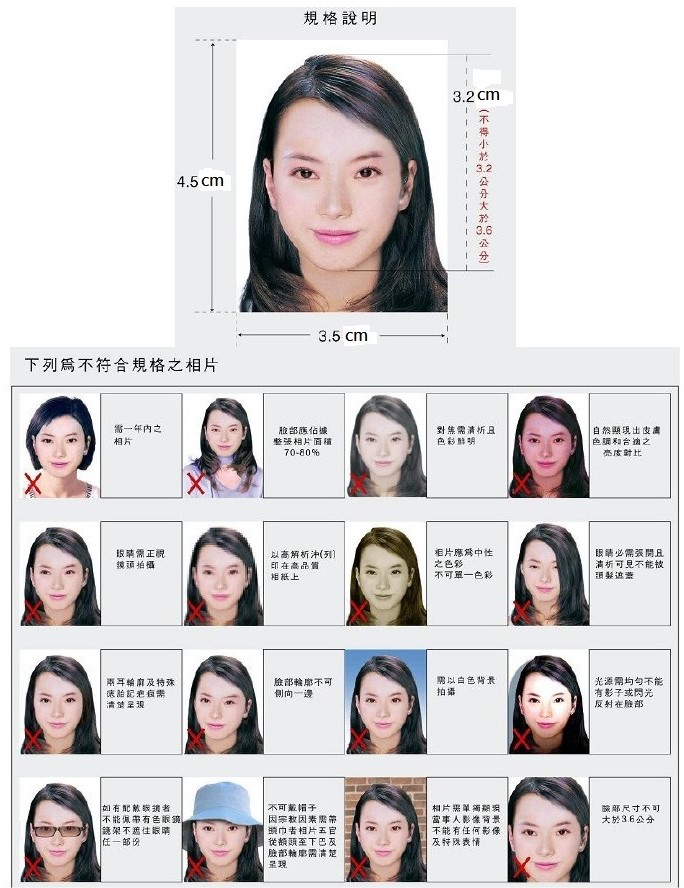 規格說明
3.2 cm
(不得小於3.2公分大於3.6公分)
4.5 cm
3.5 cm
下列為不符合規格之相片
需一年內之
相片
臉部應佔據
整張相片面積
70-80%
對焦需清析且
色彩鮮明
自然顯現出皮膚
色調和合適之
亮度對比
眼睛需正視
鏡頭拍攝
以高解析沖(列)
印在高品質
相紙上
相片應為中性
之色彩
不可單一色彩
眼睛必需張開且
清析可見不能被
頭髮遮蓋
兩耳輪廓及特殊
痣胎記疤痕需
清楚呈現
臉部輪廓不可
側向一邊
需以白色背景
拍攝
光源需均勻不能
有影子或閃光
反射在臉部
如有配戴眼鏡者
不能佩帶有色眼鏡
鏡架不遮住眼睛
任一部份
不可戴帽子
因宗教因素需帶
頭巾者相片五官
從額頭至下巴及
臉部輪廓需清楚
呈現
相片需單獨顯現
當事人影像背景
不能有任何影像
及特殊表情
臉部尺寸不可
大於3.6公分